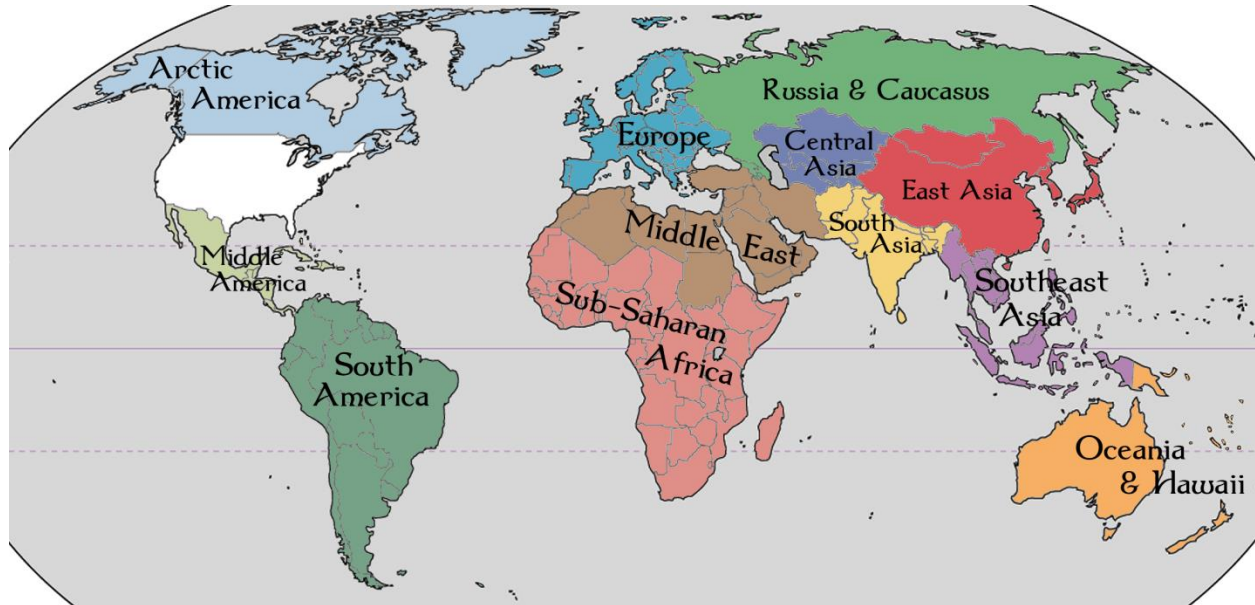 Arctic
America
Russia & Caucasus
Europe
Central
Asia
East Asia
Middle
East
South
Asia
Middle
America
Southeast
Asia
Sub-Saharan
Africa
South
America
Oceania
& Hawaii